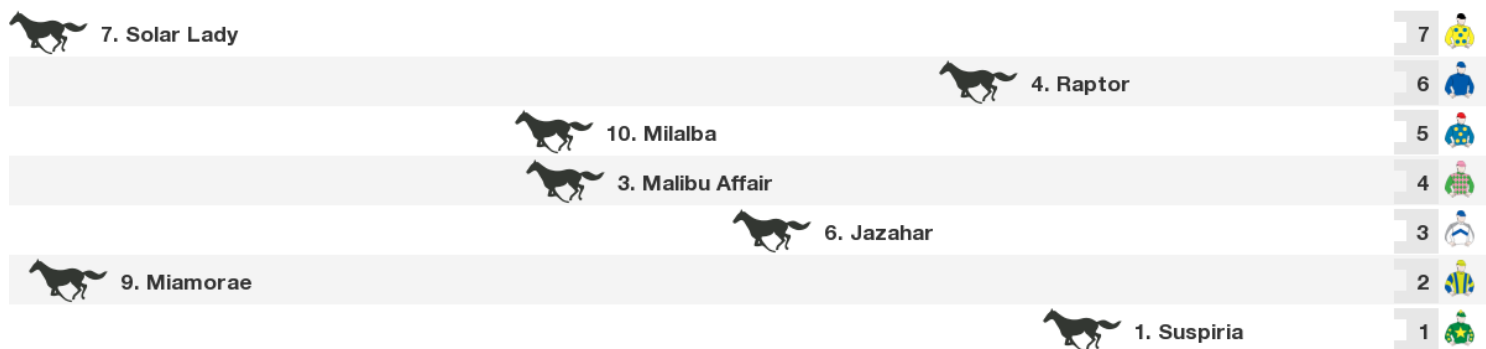 7. Solar Lady 7
4. Raptor 6
10. Milalba 5
3. Malibu Affair 4
6. Jazahar 3
9. Miamorae 2
1. Suspiria 1